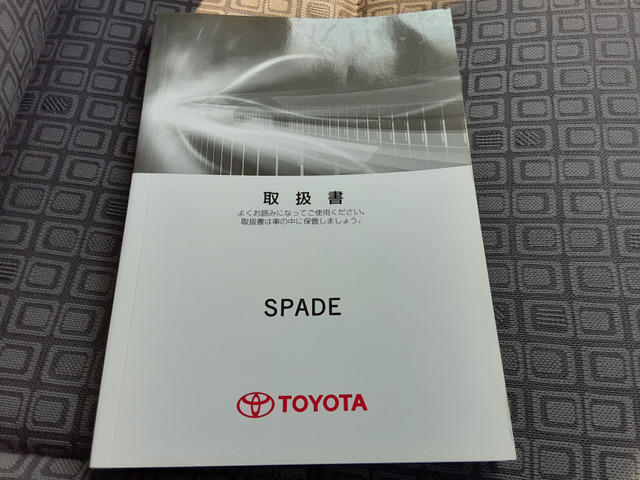 取扱書
よくお読みになってご使用ください。
取扱書は車の中に保管しましょう。
SPADE
TOYOTA